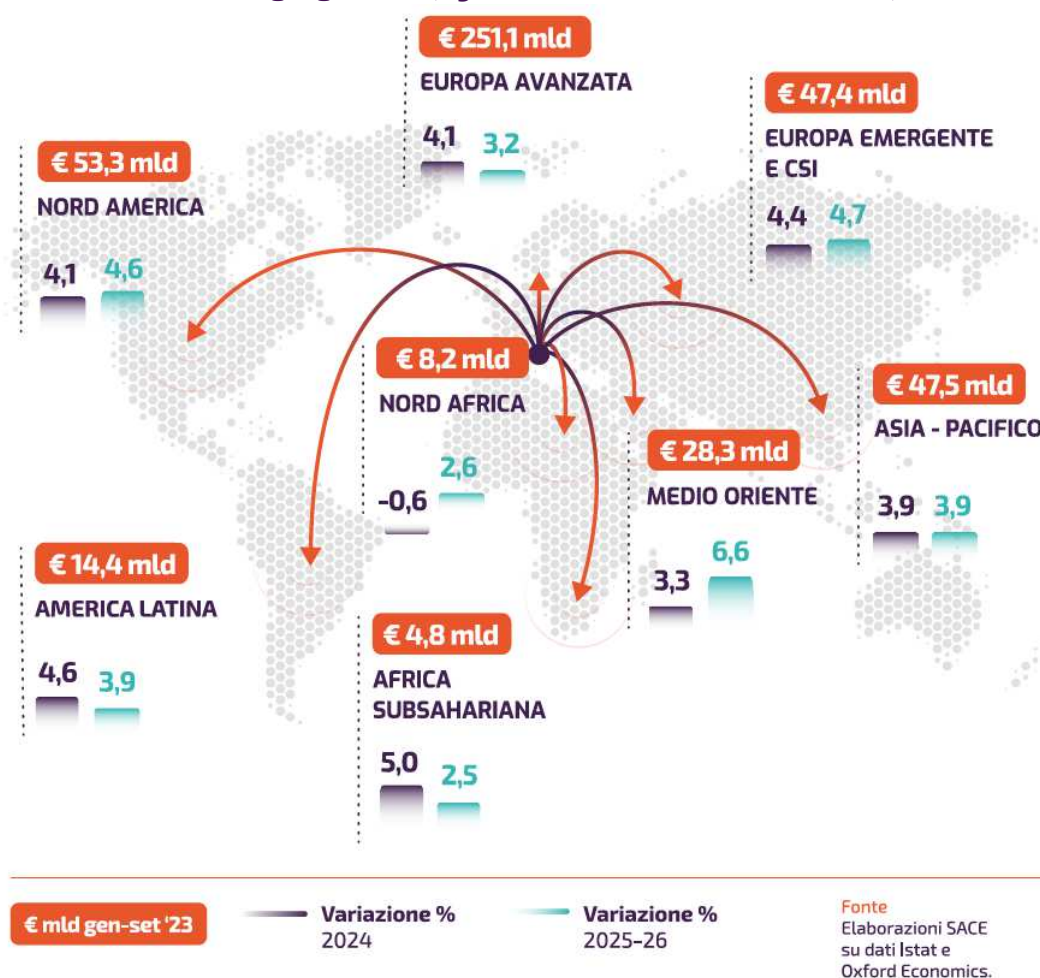 € 251,1 mld
EUROPA AVANZATA
4,1 3,2
€ 47,4 mld
EUROPA EMERGENTE
E CSI
4,4 4,7
€ 53,3 mld
NORD AMERICA
4,1 4,6
€ 8,2 mld
NORD AFRICA
-0,6 2,6
€ 47,5 mld
ASIA - PACIFICO
3,9 3,9
€ 28,3 mld
MEDIO ORIENTE
3,3 6,6
€ 14,4 mld
AMERICA LATINA
4,6 3,9
€ 4,8 mld
AFRICA
SUBSAHARIANA
5,0 2,5
€ mld gen-set ‘23
Variazione %
2024
Variazione %
2025-26
Fonte
Elaborazioni SACE
su dati Istat e
Oxford Economics.